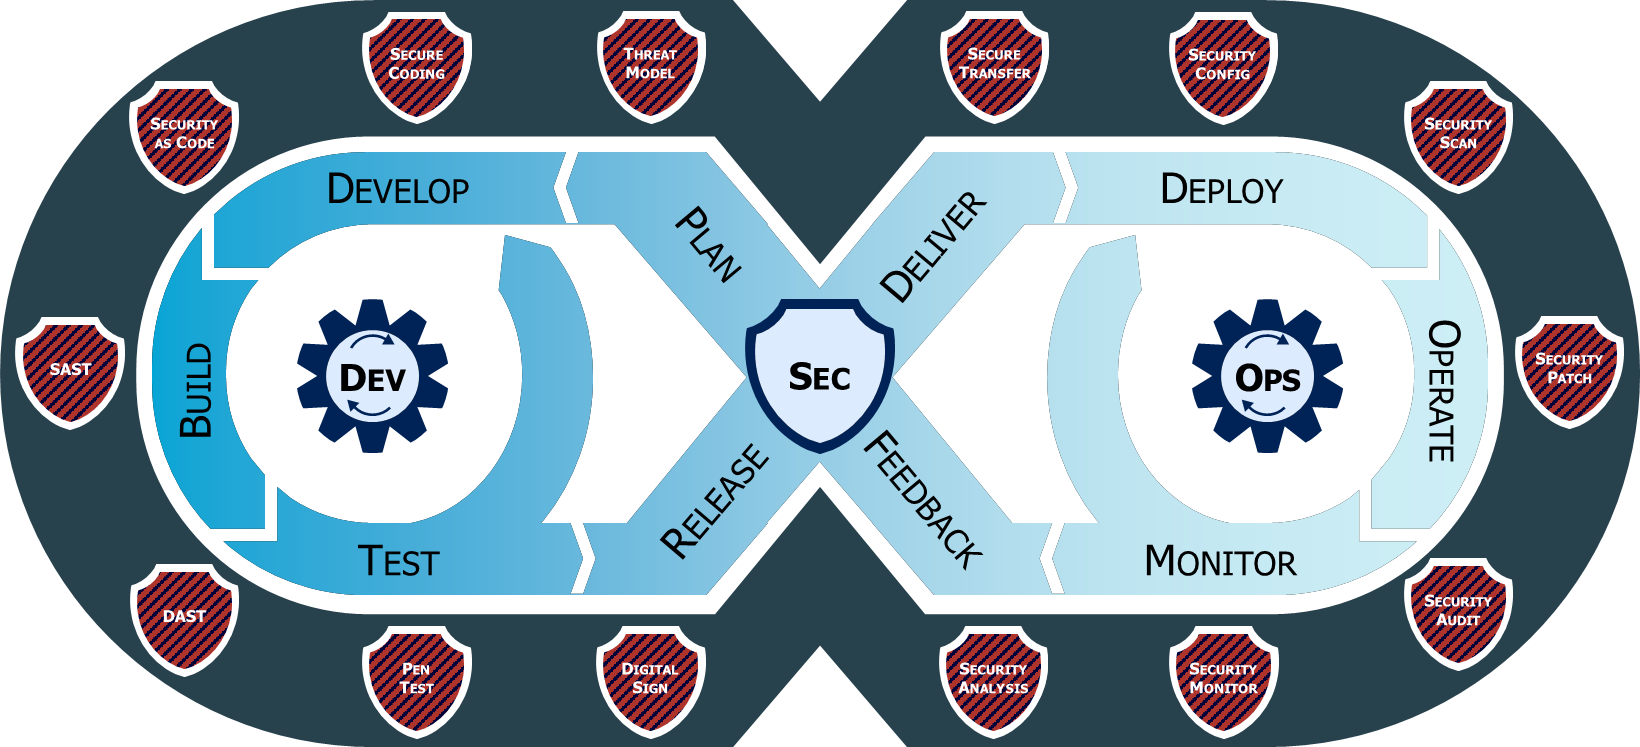 Secure
Coding
Threat
Model
Secure
Transfer
Security
Config
Security
as Code
Security
Scan
Develop
Plan
Deliver
Deploy
SAST
Build
Dev
Sec
Ops
Operate
Security
Patch
Test
Release
Feedback
Monitor
DAST
Security
Audit
Pen
Test
Digital
Sign
Security
Analysis
Security
Monitor